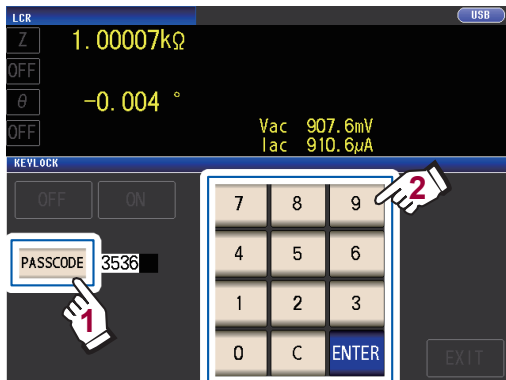 LCR USB
Z 1.00007kΩ
OFF
θ -0.004 °
OFF
Vac 907.6mV
Iac 910.6μA
KEYLOCK
OFF ON
7 8 9
2
4 5 6
PASSCODE 3536
1 2 3
1
0 C ENTER
EXIT